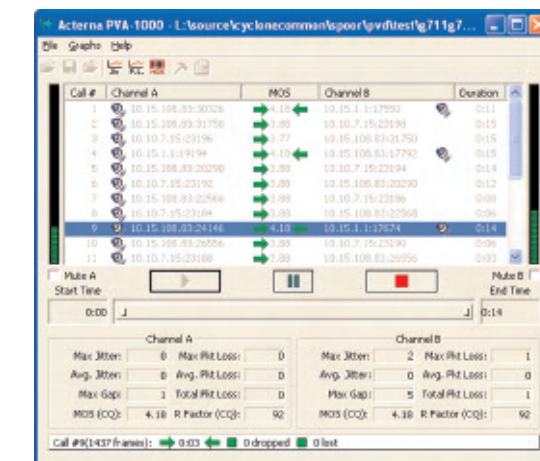 Acterna PVA-1000 - L:\source\cyclonecommon\spoor\pvd\test\g711g7...
File Graphs Help
Call # Channel A MOS Channel B Duration
1 10.15.108.83:30326 4.18 10.15.1.1:17550 0:11
2 10.15.108.83:31750 3.88 10.10.7.15:23198 0:15
3 10.10.7.15:23196 3.77 10.15.108.83:31750 0:15
4 10.15.1.1:19194 4.18 10.15.108.83:17792 0:15
5 10.15.108.83:20290 3.88 10.10.7.15:23194 0:14
6 10.10.7.15:23192 3.88 10.15.108.83:20290 0:12
7 10.15.108.83:22568 3.88 10.10.7.15:23186 0:08
8 10.10.7.15:23184 3.88 10.15.108.83:22568 0:06
9 10.15.108.83:24146 4.18 10.15.1.1:17674 0:14
10 10.15.108.83:26556 3.88 10.10.7.15:23190 0:06
11 10.10.7.15:23188 3.88 10.15.108.83:26556 0:03
Mute A Mute B
Start Time End Time
0:00 0:14
Channel A Channel B
Max Jitter: 0 Max Pkt Loss: 0 Max Jitter: 2 Max Pkt Loss: 1
Avg. Jitter: 0 Avg. Pkt Loss: 0 Avg. Jitter: 0 Avg. Pkt Loss: 0
Max Gap: 1 Total Pkt Loss: 0 Max Gap: 5 Total Pkt Loss: 1
MOS (CQ): 4.18 R Factor (CQ): 92 MOS (CQ): 4.18 R Factor (CQ): 92
Call #9(1437 frames): 0:03 0 dropped 0 lost